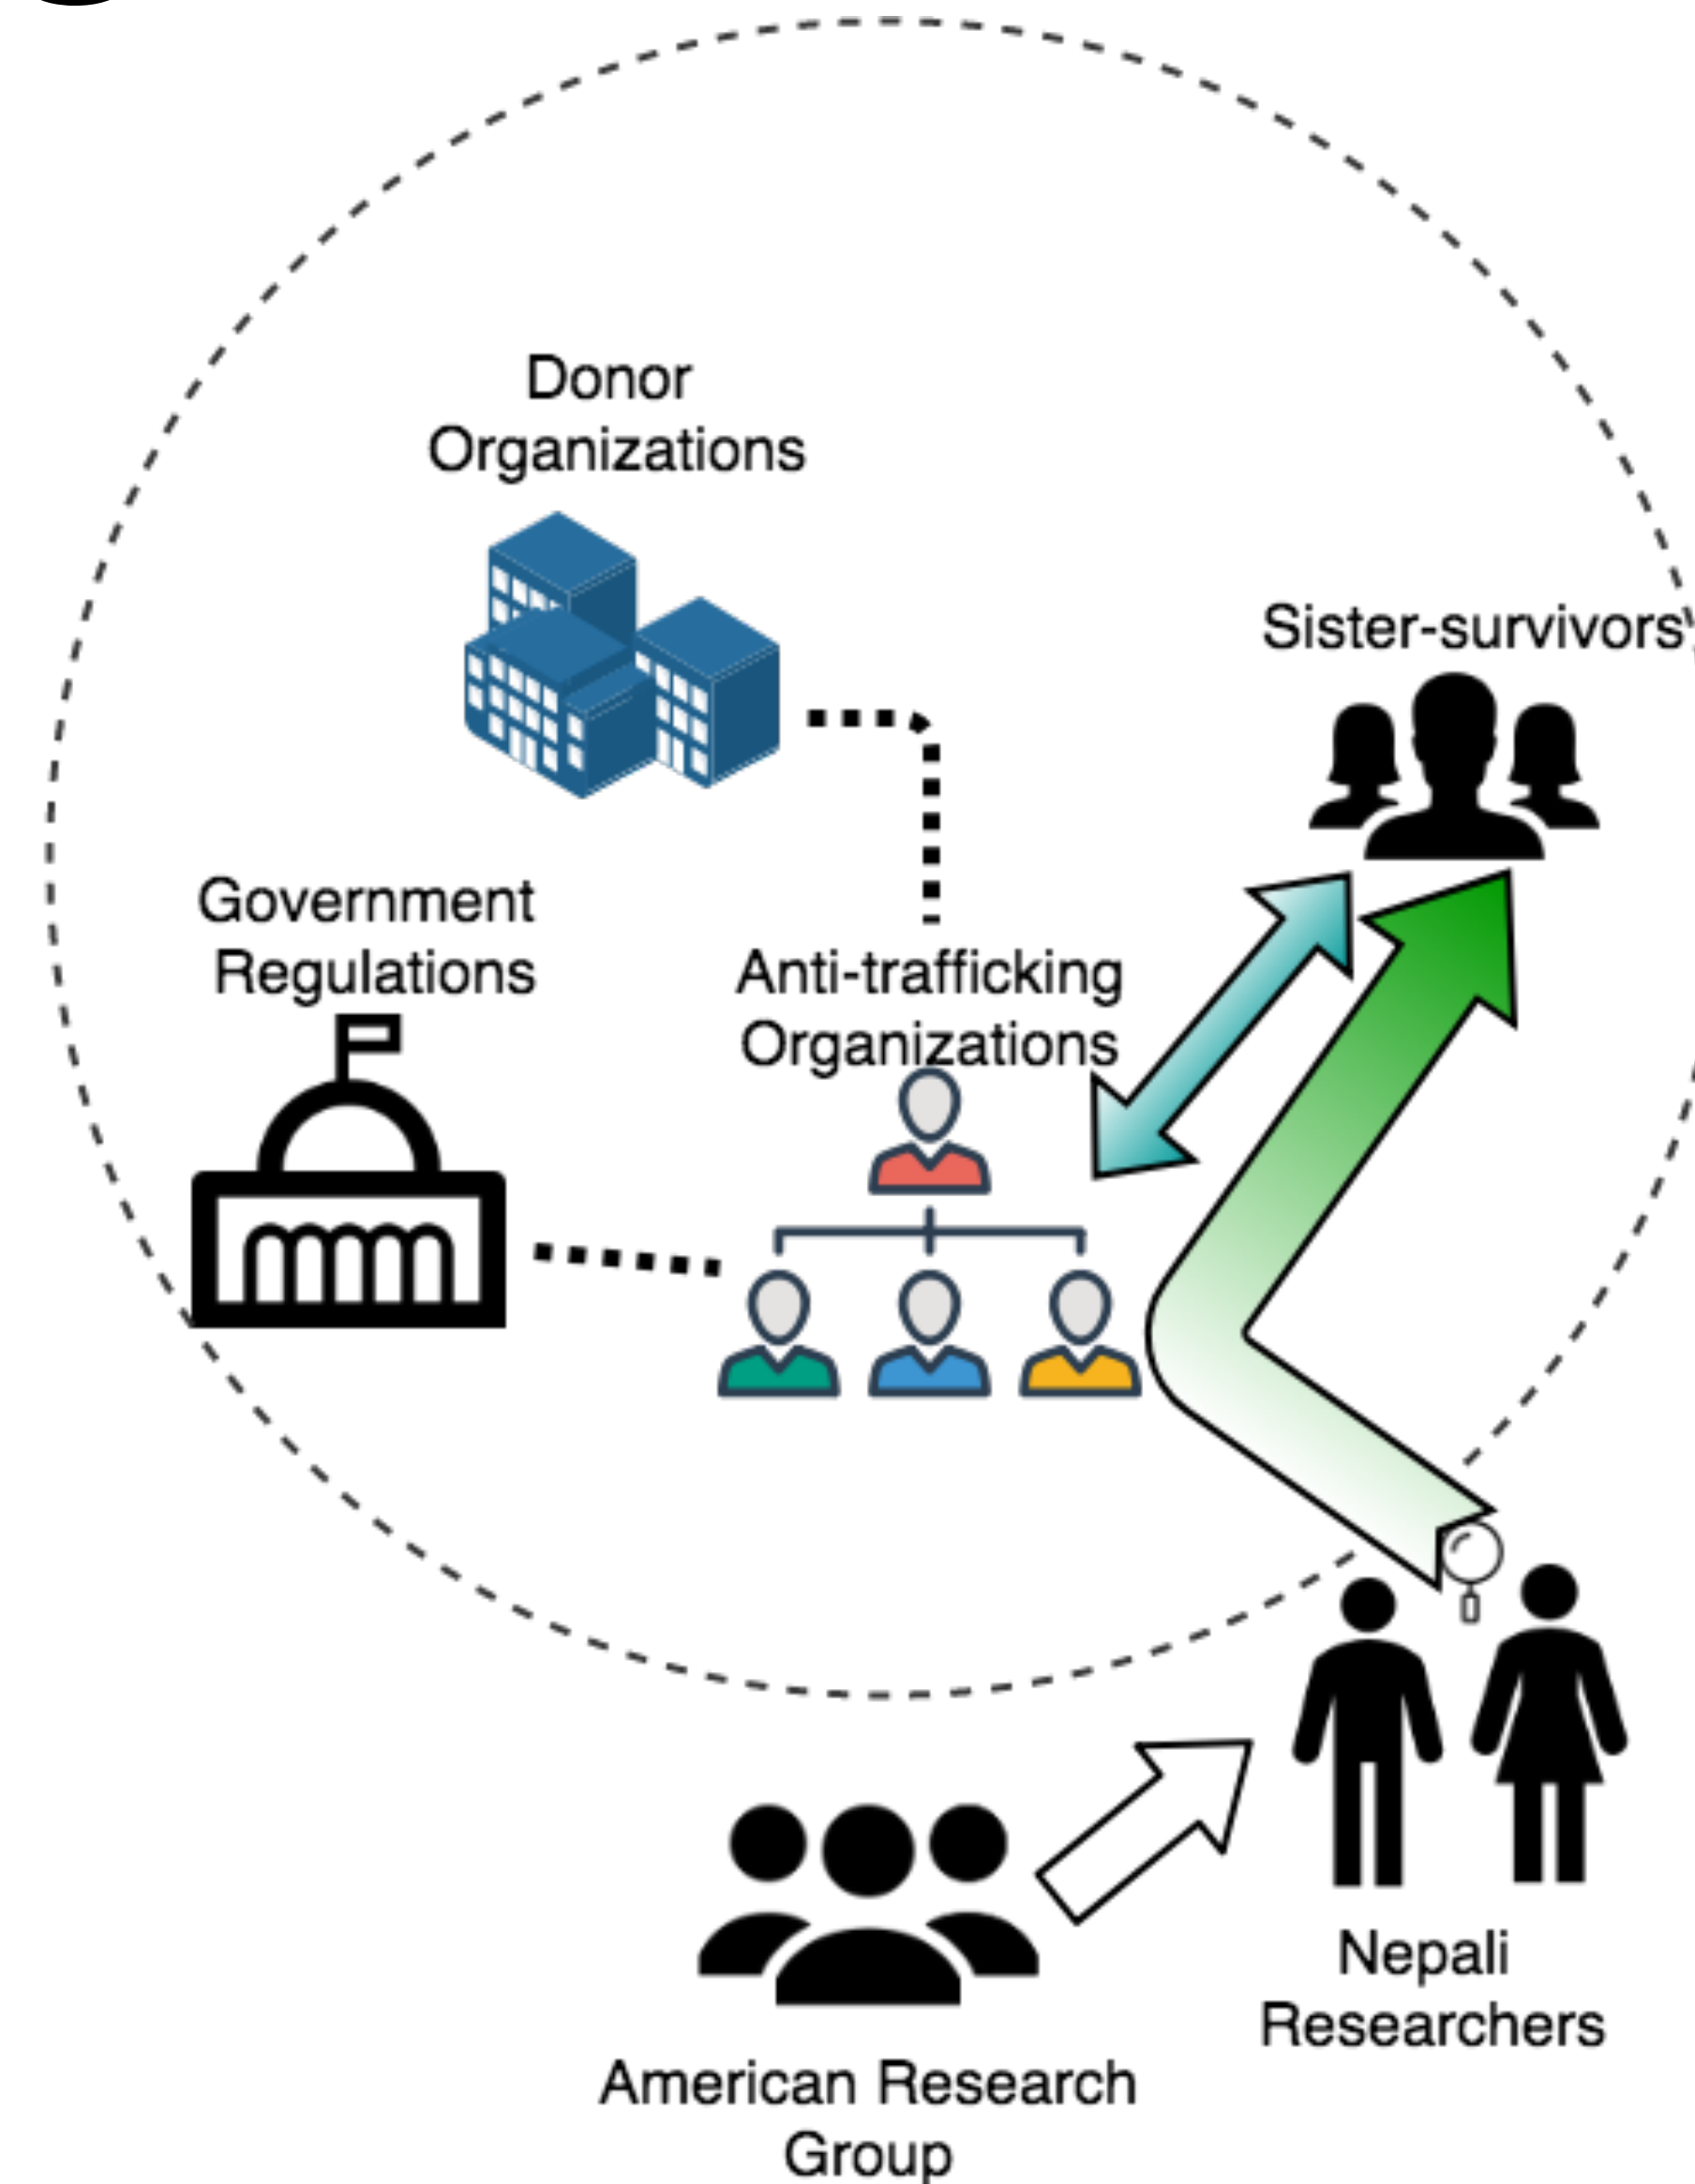 Donor
Organizations
Sister-survivors
Government
Regulations
Anti-trafficking
Organizations
Nepali
Researchers
American Research
Group